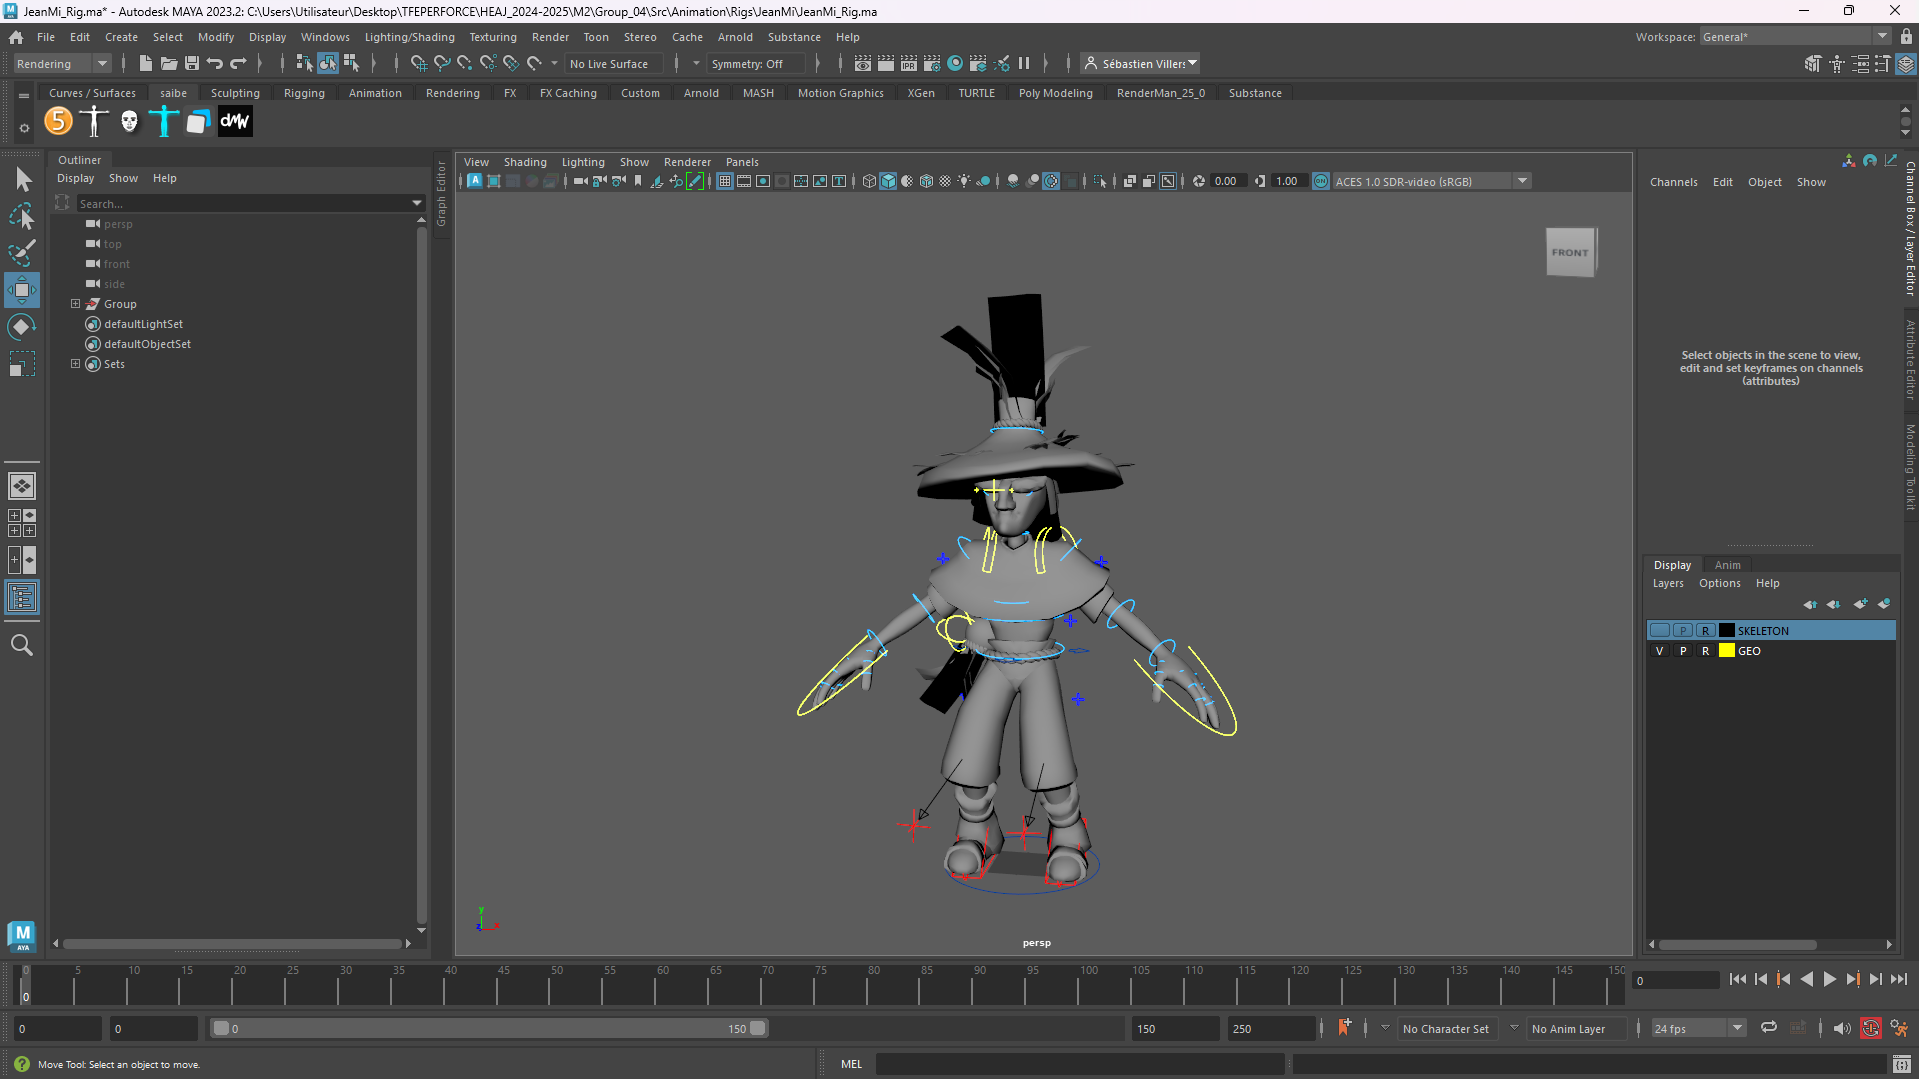 JeanMi_Rig.ma* - Autodesk MAYA 2023.2: C:\Users\Utilisateur\Desktop\TFEPERFORCE\HEAJ_2024-2025\M2\Group_04\Src\Animation\Rigs\JeanMi\JeanMi_Rig.ma
File Edit Create Select Modify Display Windows Lighting/Shading Texturing Render Toon Stereo Cache Arnold Substance Help
Workspace: General*
Rendering
No Live Surface
Symmetry: Off
IPR
Sébastien Villers
Curves / Surfaces saibe Sculpting Rigging Animation Rendering FX FX Caching Custom Arnold MASH Motion Graphics XGen TURTLE Poly Modeling RenderMan_25_0 Substance
5
dMW
Outliner
Display Show Help
Search...
persp
top
front
side
Group
defaultLightSet
defaultObjectSet
Sets
Graph Editor
View Shading Lighting Show Renderer Panels
0.00
1.00
ON
ACES 1.0 SDR-video (sRGB)
FRONT
y
x
z
persp
Channels Edit Object Show
Select objects in the scene to view,
edit and set keyframes on channels
(attributes)
Channel Box / Layer Editor
Attribute Editor
Modeling Toolkit
Display Anim
Layers Options Help
P R SKELETON
V P R GEO
M
AYA
0 5 10 15 20 25 30 35 40 45 50 55 60 65 70 75 80 85 90 95 100 105 110 115 120 125 130 135 140 145 150
0
0
0
0
0
150
150
250
No Character Set
No Anim Layer
24 fps
Move Tool: Select an object to move.
MEL